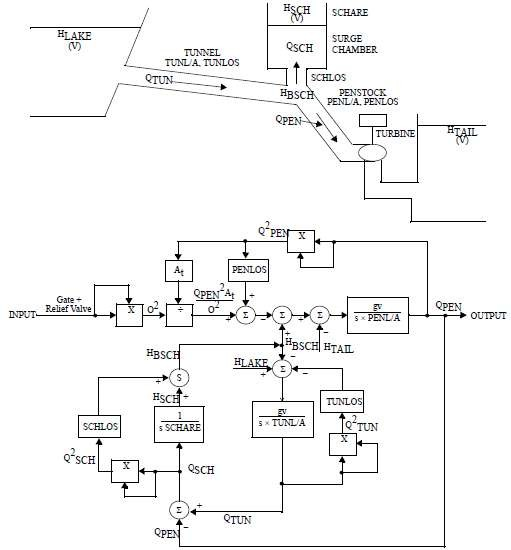 HSCH
(V)
SCHARE
HLAKE
(V)
QSCH
SURGE
CHAMBER
TUNNEL
TUNL/A, TUNLOS
QTUN
SCHLOS
HBSCH
PENSTOCK
PENL/A, PENLOS
QPEN
TURBINE
HTAIL
(V)
Q²PEN
X
At
PENLOS
Gate +
Relief Valve
QPEN²At
O²
+
gv
s × PENL/A
QPEN
INPUT
X
O²
÷
+
Σ
−
Σ
+
Σ
OUTPUT
+
−
HBSCH
HBSCH
HTAIL
−
HLAKE
+
Σ
−
+
S
HSCH
+
TUNLOS
SCHLOS
1
s SCHARE
gv
s × TUNL/A
Q²TUN
X
Q²SCH
X
QSCH
Σ
+
QTUN
QPEN
−